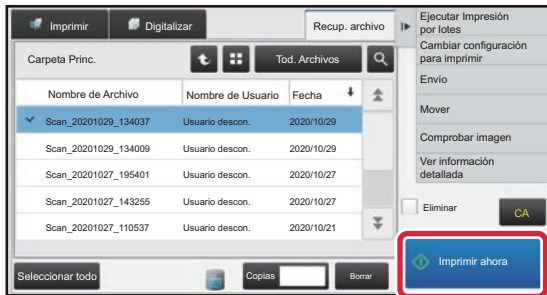 Imprimir
Digitalizar
Recup. archivo
Carpeta Princ.
Tod. Archivos
Nombre de Archivo Nombre de Usuario Fecha
Scan_20201029_134037 Usuario descon. 2020/10/29
Scan_20201029_134009 Usuario descon. 2020/10/29
Scan_20201027_195401 Usuario descon. 2020/10/27
Scan_20201027_143255 Usuario descon. 2020/10/27
Scan_20201027_110537 Usuario descon. 2020/10/21
Seleccionar todo
Copias
Borrar
Ejecutar Impresión
por lotes
Cambiar configuración
para imprimir
Envío
Mover
Comprobar imagen
Ver información
detallada
Eliminar
CA
Imprimir ahora